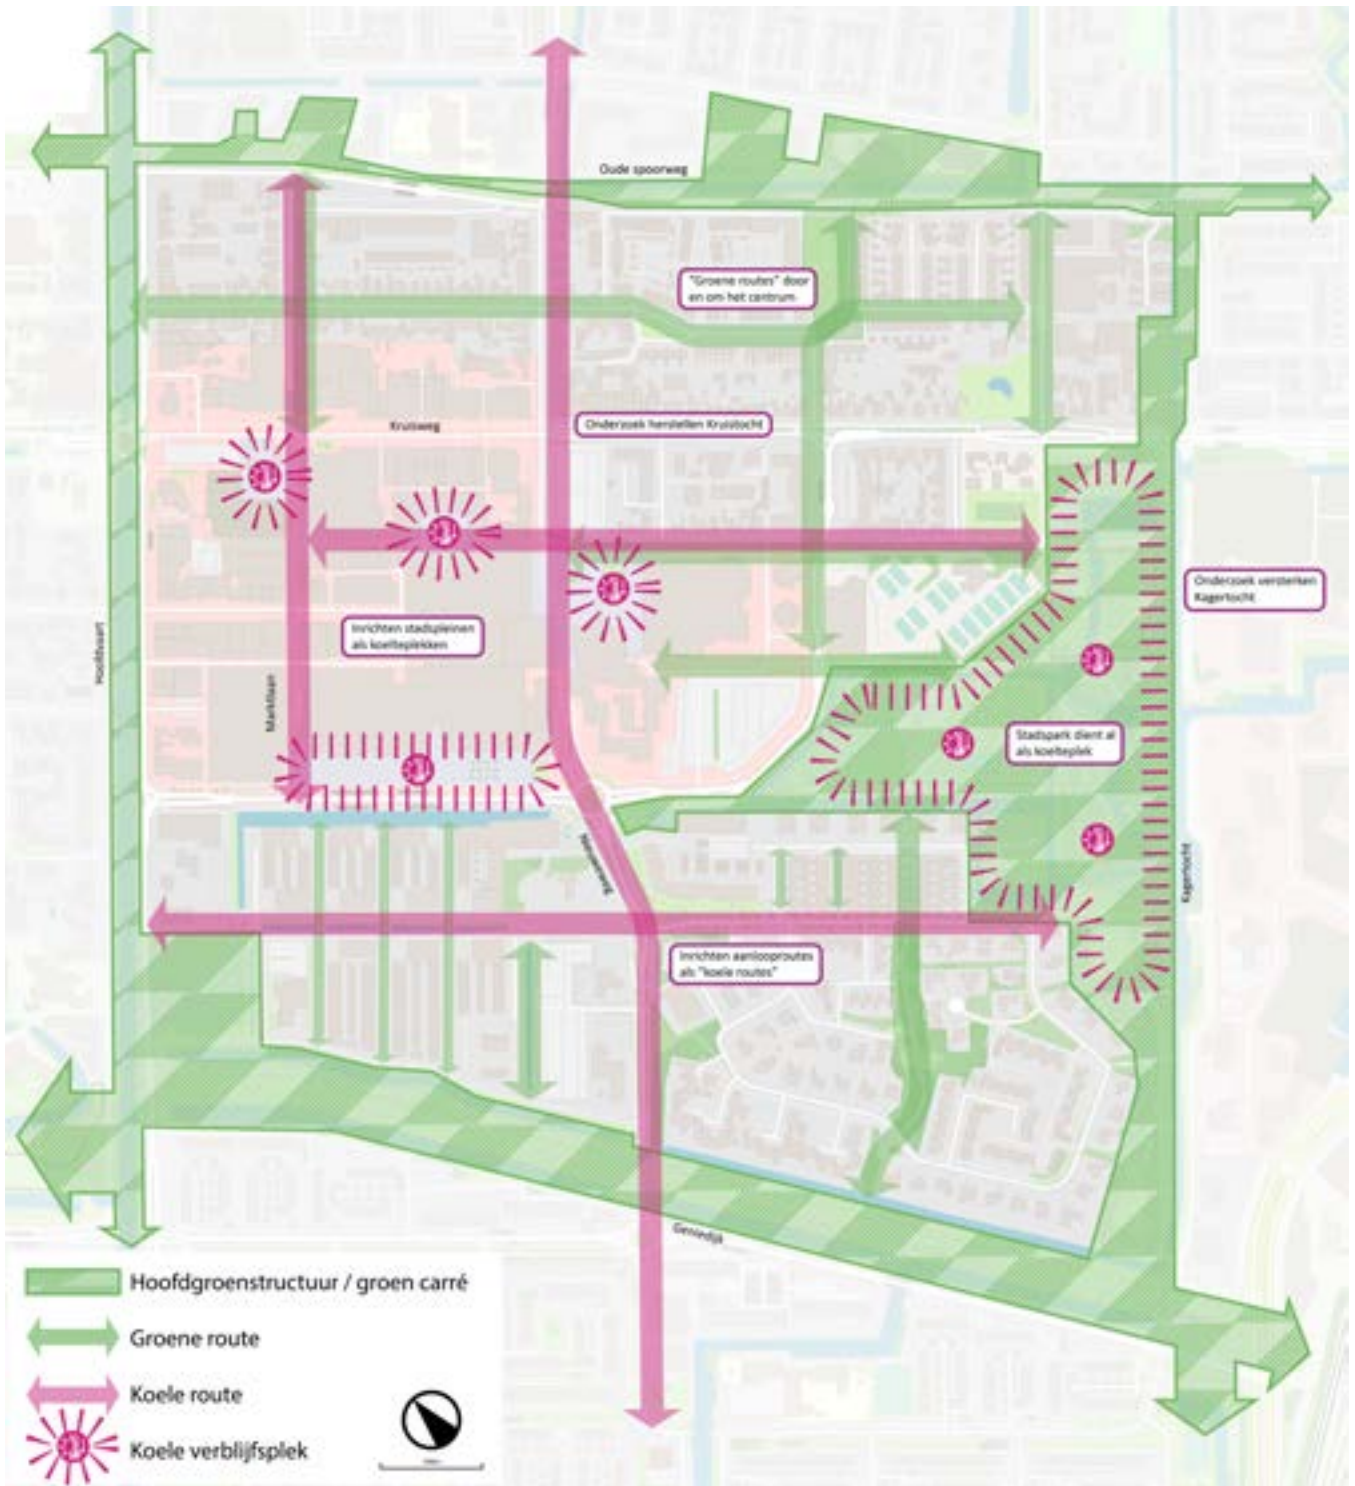 Oude spoorweg
"Groene routes" door
en om het centrum
Kruisweg
Onderzoek herstellen Kruistocht
Onderzoek versterken
Kagertocht
Inrichten stadspleinen
als koelteplekken
Hoofdvaart
Marktlaan
Stadspark dient al
als koelteplek
Kagertocht
Inrichten aanlooproutes
als "koele routes"
Geniedijk
Hoofdgroenstructuur / groen carré
Groene route
Koele route
Koele verblijfsplek